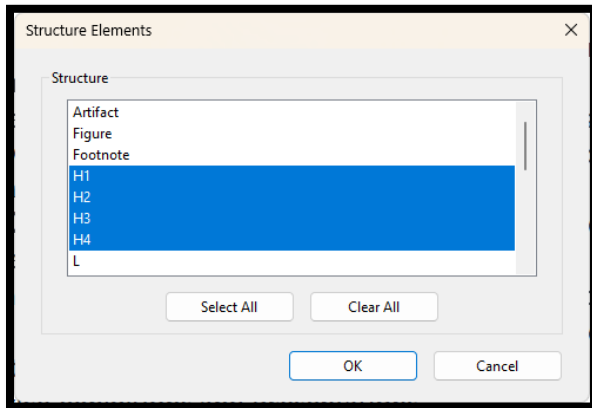 Structure Elements
Structure
Artifact
Figure
Footnote
H1
H2
H3
H4
L
Select All Clear All
OK Cancel